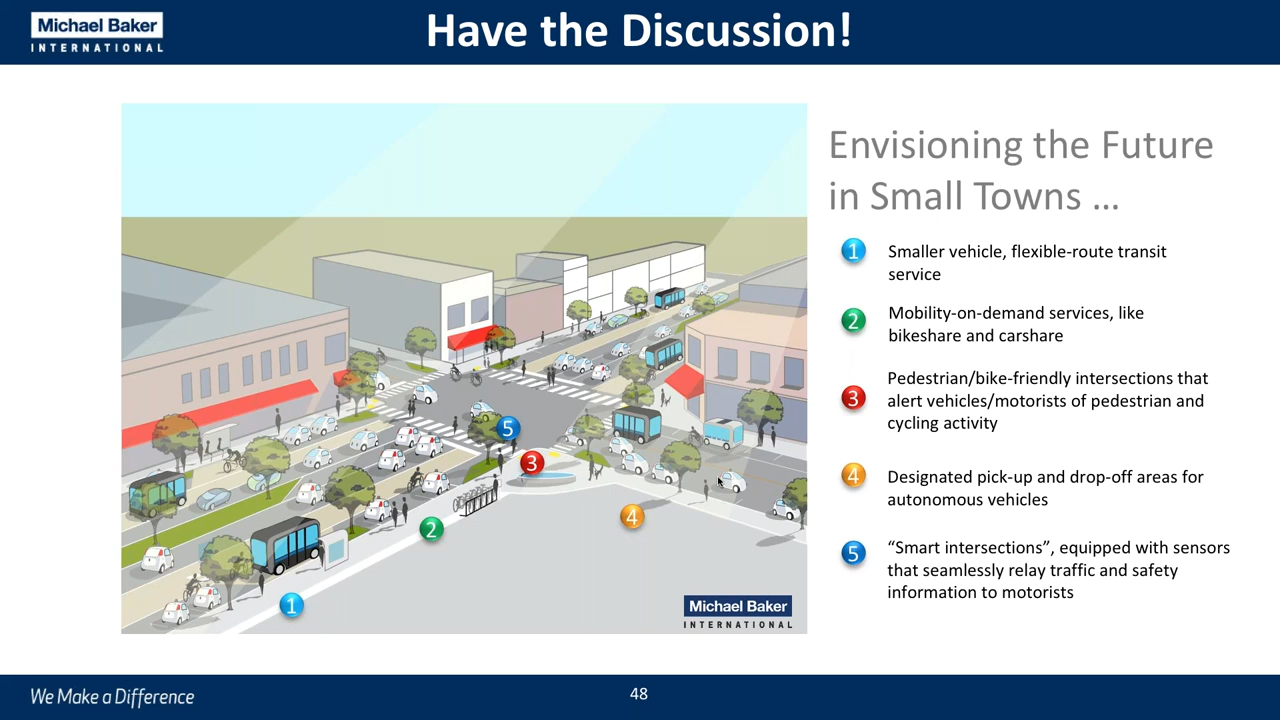 Michael Baker
INTERNATIONAL
Have the Discussion!
Envisioning the Future
in Small Towns ...
1
Smaller vehicle, flexible-route transit
service
2
Mobility-on-demand services, like
bikeshare and carshare
3
Pedestrian/bike-friendly intersections that
alert vehicles/motorists of pedestrian and
cycling activity
4
Designated pick-up and drop-off areas for
autonomous vehicles
5
“Smart intersections”, equipped with sensors
that seamlessly relay traffic and safety
information to motorists
5
3
4
2
1
Michael Baker
INTERNATIONAL
We Make a Difference
48